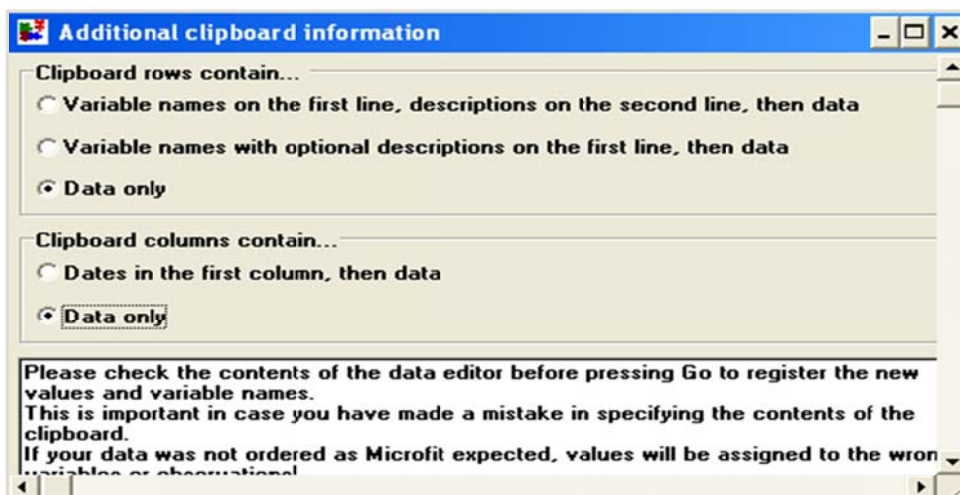 Additional clipboard information
Clipboard rows contain...
Variable names on the first line, descriptions on the second line, then data
Variable names with optional descriptions on the first line, then data
Data only
Clipboard columns contain...
Dates in the first column, then data
Data only
Please check the contents of the data editor before pressing Go to register the new
values and variable names.
This is important in case you have made a mistake in specifying the contents of the
clipboard.
If your data was not ordered as Microfit expected, values will be assigned to the wron
variables or observations!